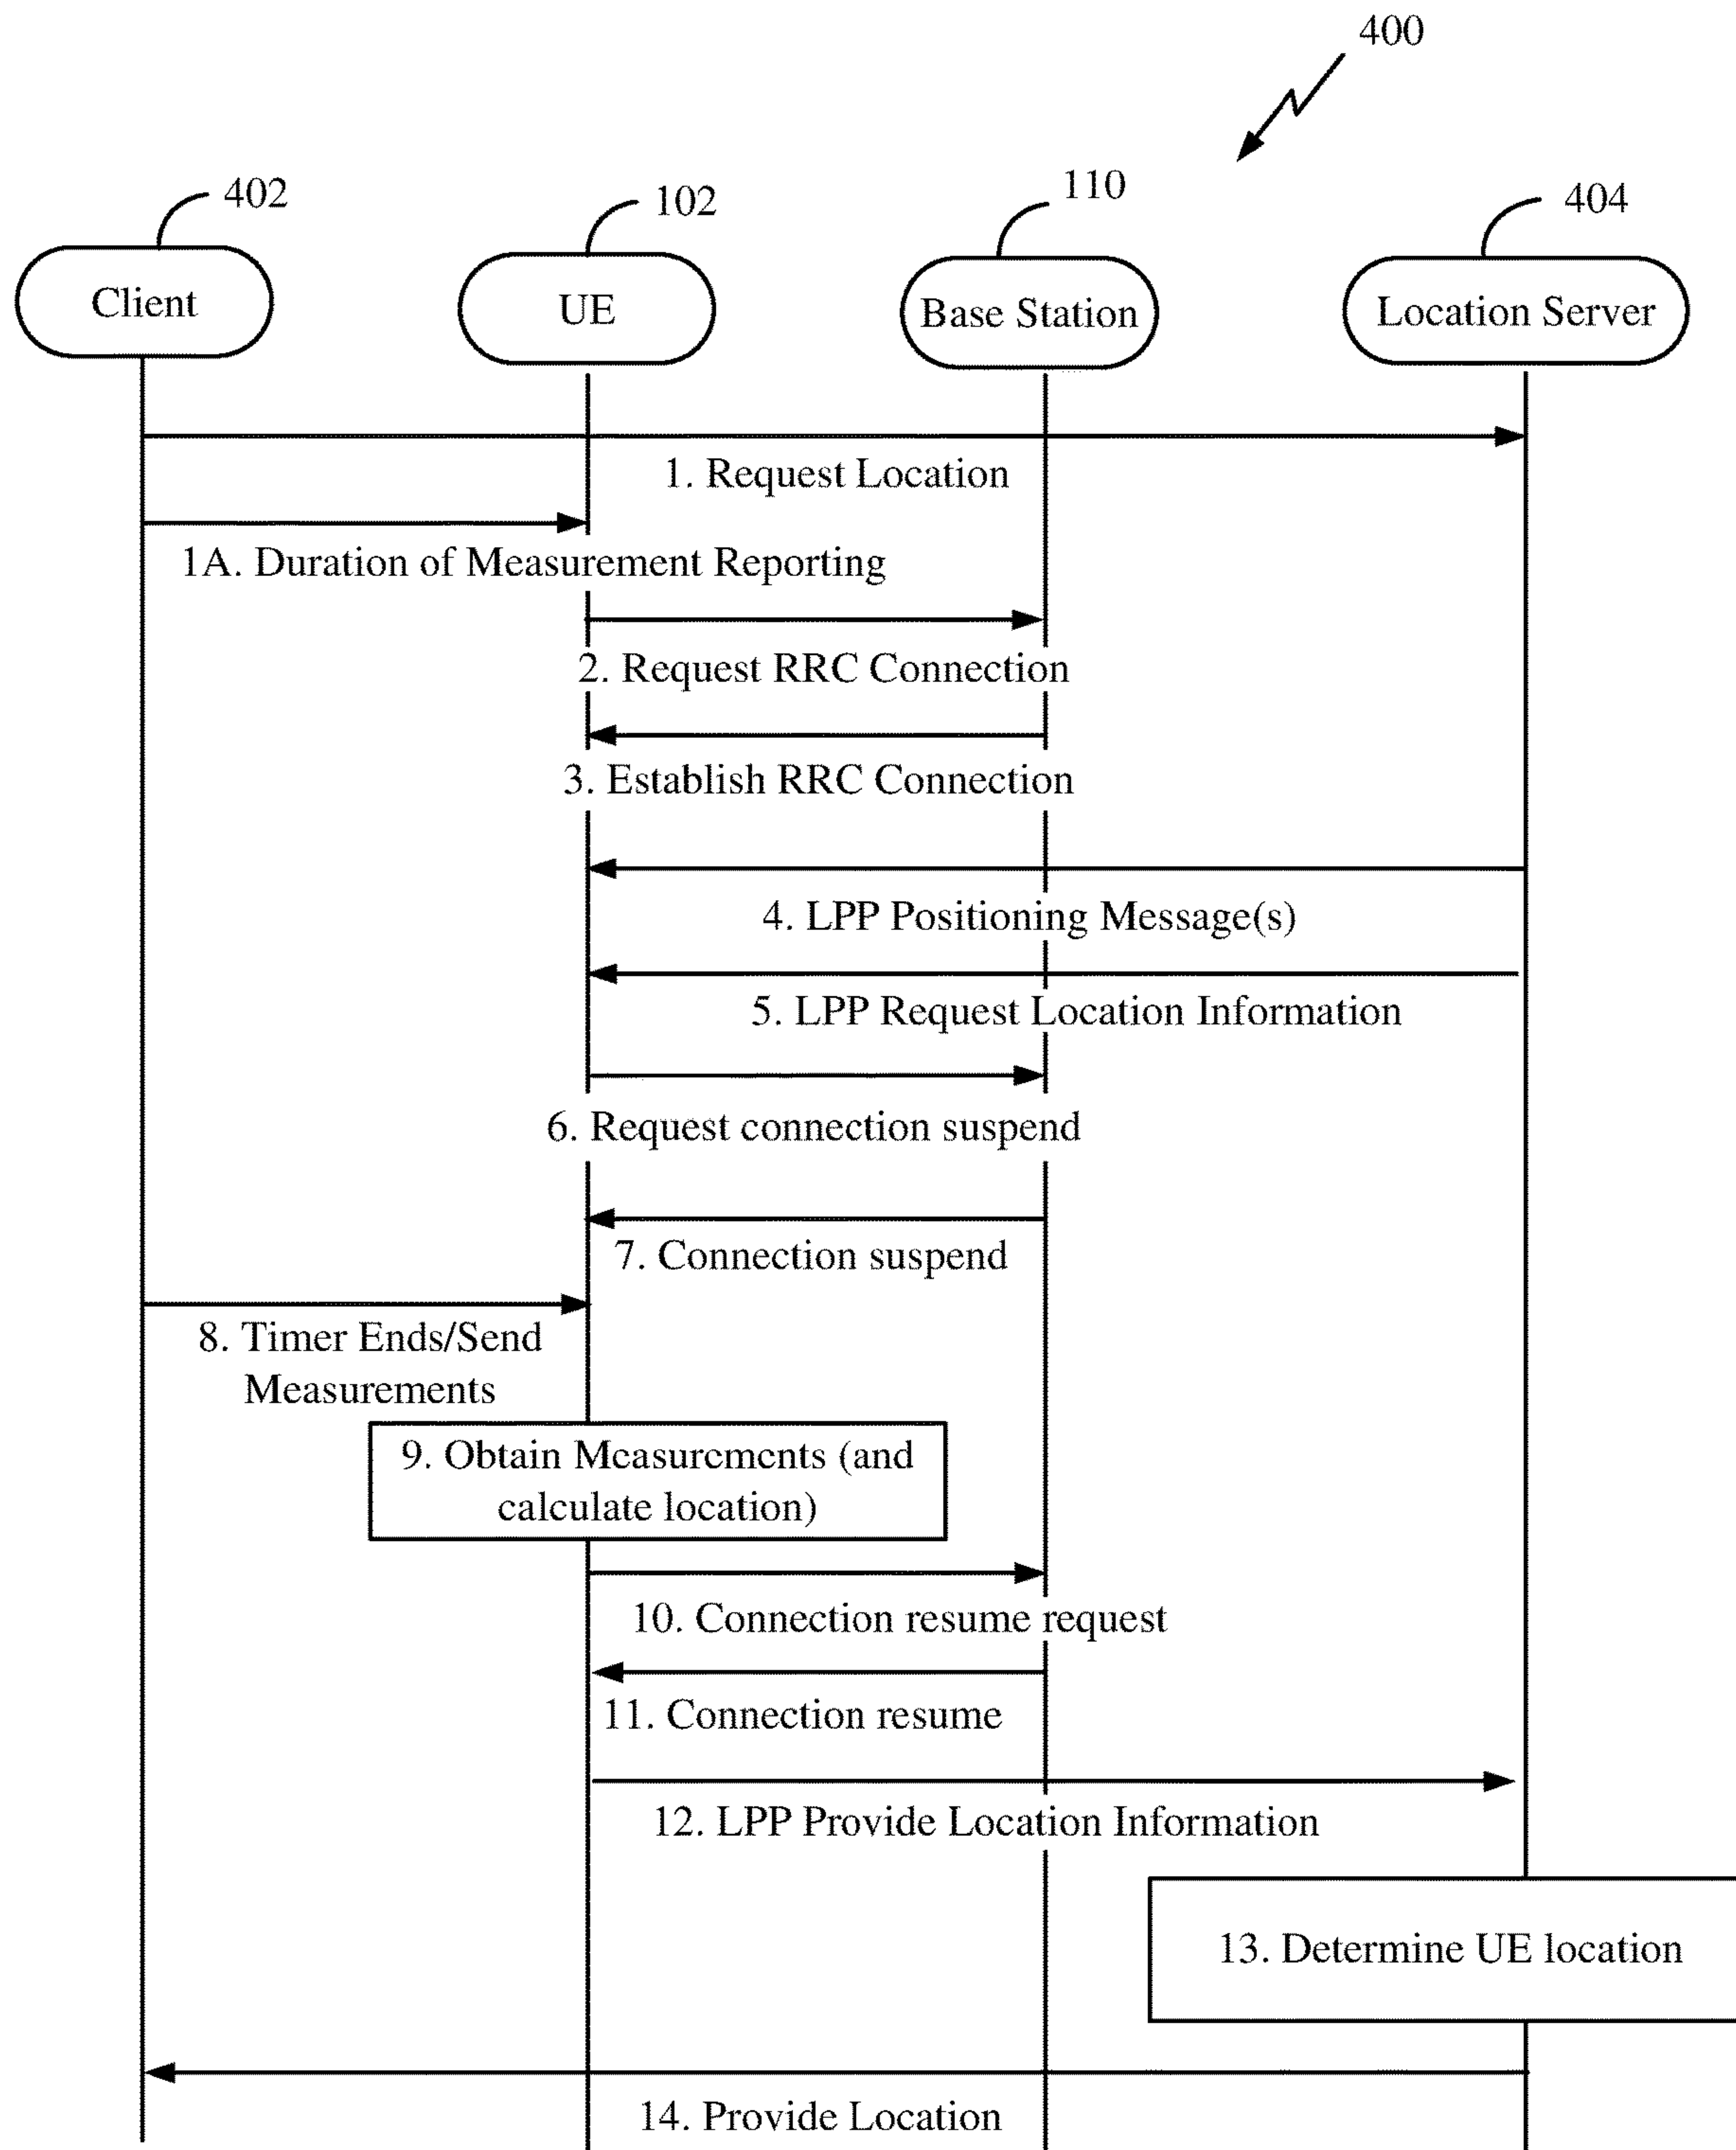 400
402
102
110
404
Client
UE
Base Station
Location Server
1. Request Location
1A. Duration of Measurement Reporting
2. Request RRC Connection
3. Establish RRC Connection
4. LPP Positioning Message(s)
5. LPP Request Location Information
6. Request connection suspend
7. Connection suspend
8. Timer Ends/Send
Measurements
9. Obtain Measurements (and
calculate location)
10. Connection resume request
11. Connection resume
12. LPP Provide Location Information
13. Determine UE location
14. Provide Location